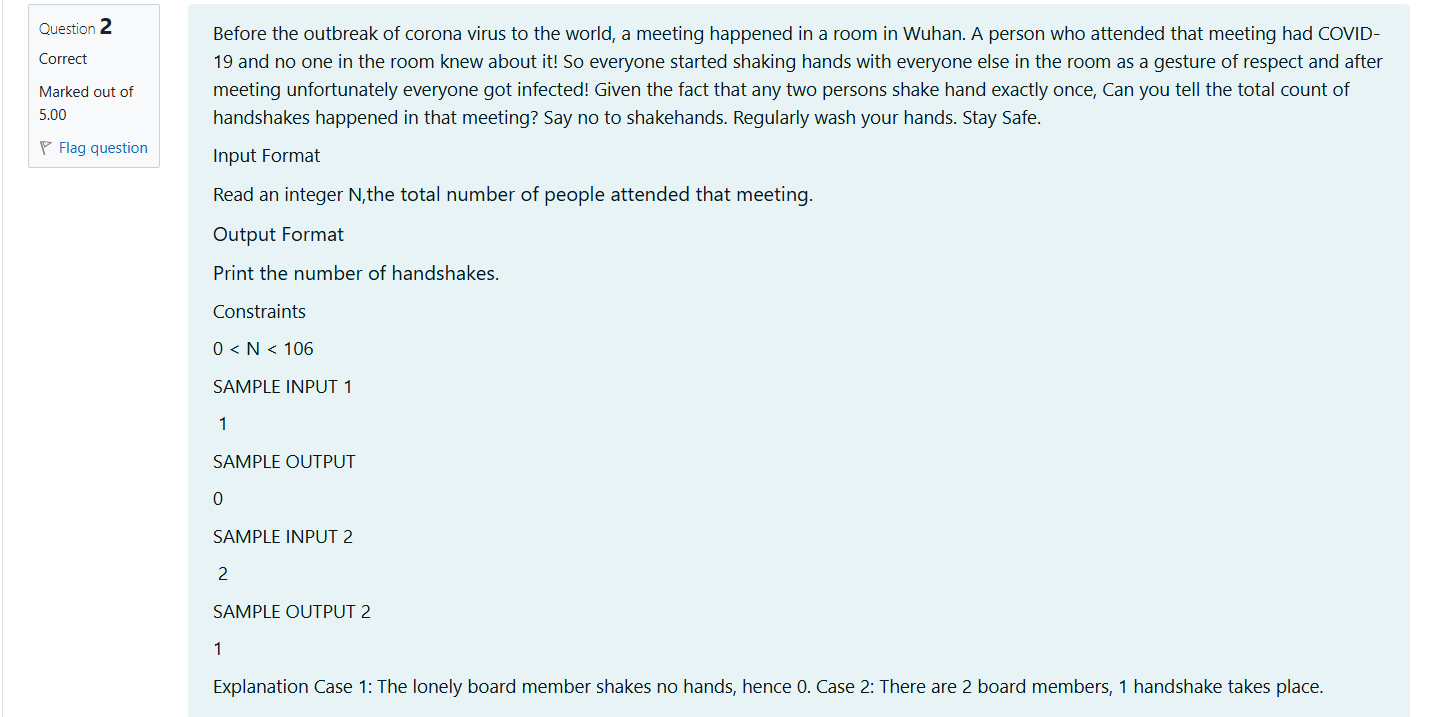 Question 2
Correct
Marked out of
5.00
Flag question
Before the outbreak of corona virus to the world, a meeting happened in a room in Wuhan. A person who attended that meeting had COVID-
19 and no one in the room knew about it! So everyone started shaking hands with everyone else in the room as a gesture of respect and after
meeting unfortunately everyone got infected! Given the fact that any two persons shake hand exactly once, Can you tell the total count of
handshakes happened in that meeting? Say no to shakehands. Regularly wash your hands. Stay Safe.
Input Format
Read an integer N,the total number of people attended that meeting.
Output Format
Print the number of handshakes.
Constraints
0 < N < 106
SAMPLE INPUT 1
1
SAMPLE OUTPUT
0
SAMPLE INPUT 2
2
SAMPLE OUTPUT 2
1
Explanation Case 1: The lonely board member shakes no hands, hence 0. Case 2: There are 2 board members, 1 handshake takes place.